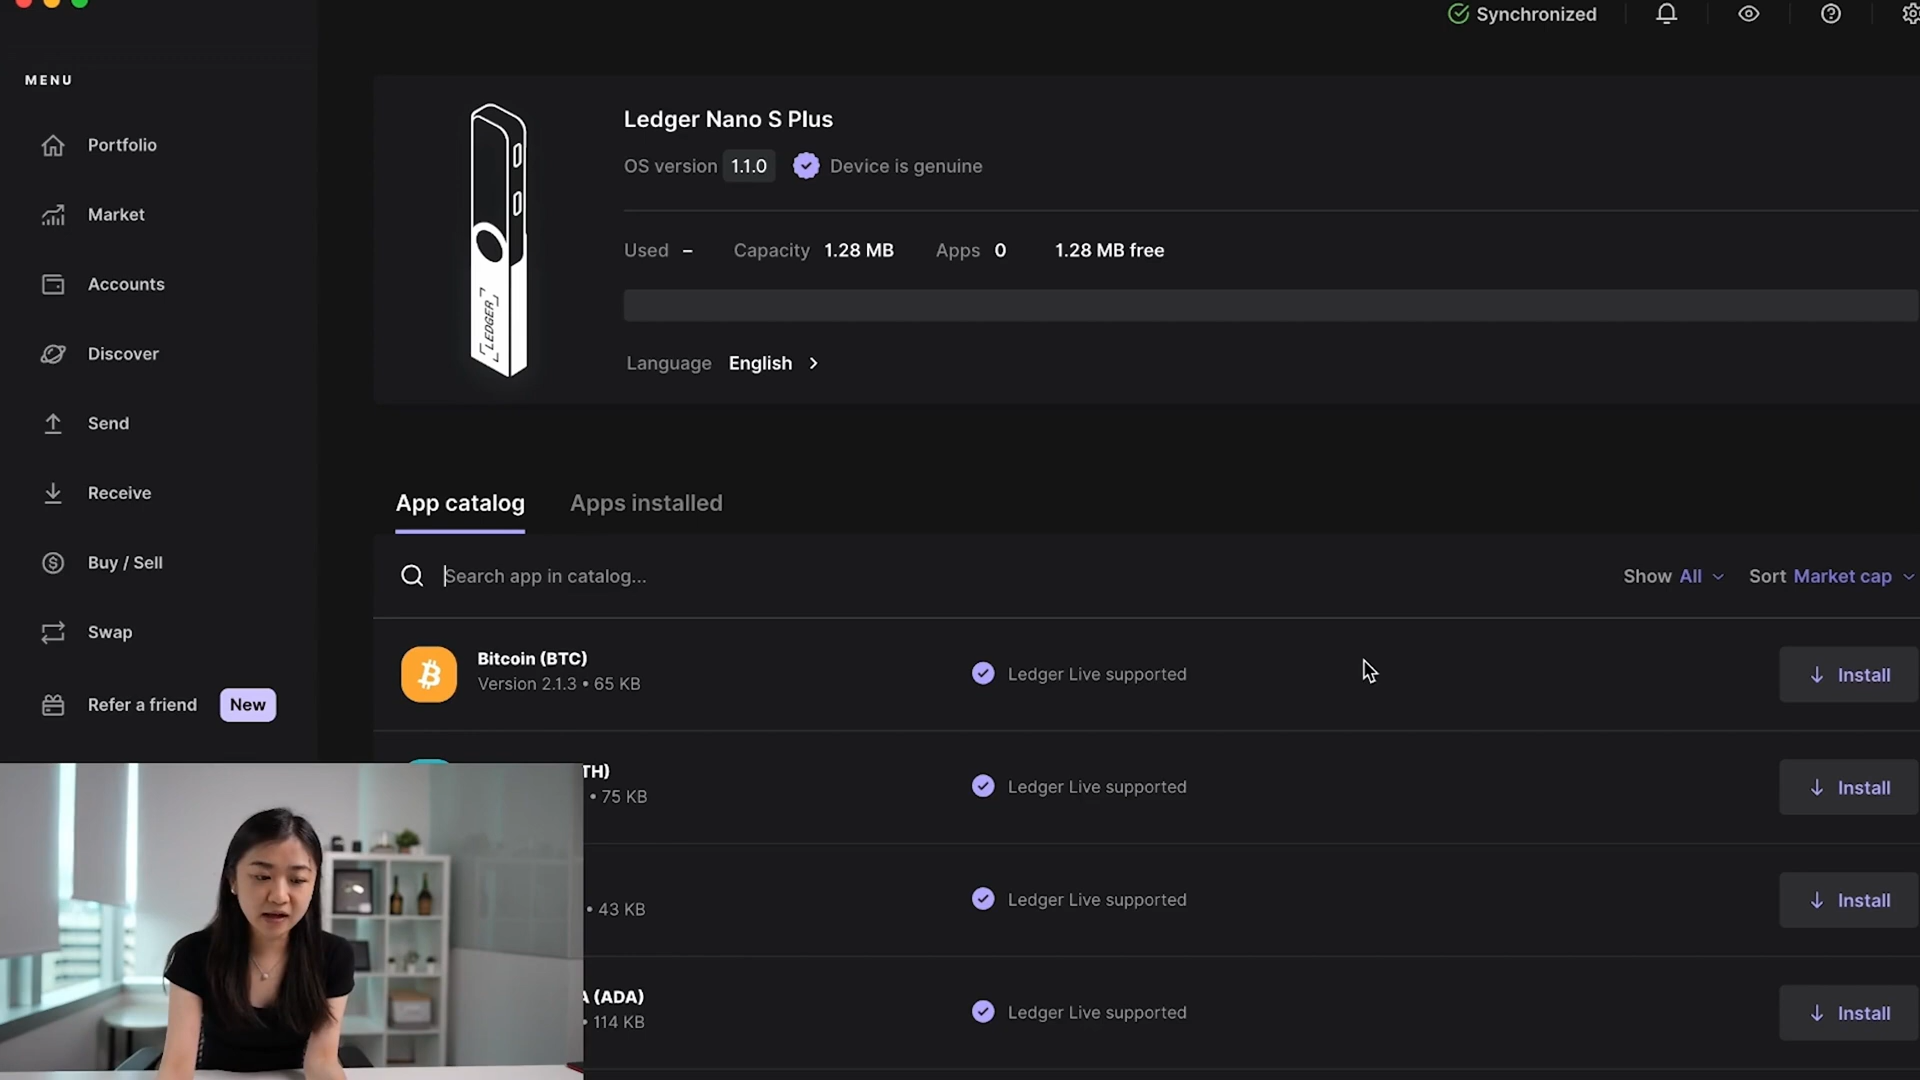 Synchronized
MENU
Portfolio
Market
Accounts
Discover
Send
Receive
Buy / Sell
Swap
Refer a friend New
LEDGER
Ledger Nano S Plus
OS version 1.1.0 Device is genuine
Used – Capacity 1.28 MB Apps 0 1.28 MB free
Language English
App catalog Apps installed
Search app in catalog...
Show All Sort Market cap
Bitcoin (BTC)
Version 2.1.3 • 65 KB
Ledger Live supported
Install
TH)
• 75 KB
Ledger Live supported
Install
• 43 KB
Ledger Live supported
Install
A (ADA)
• 114 KB
Ledger Live supported
Install